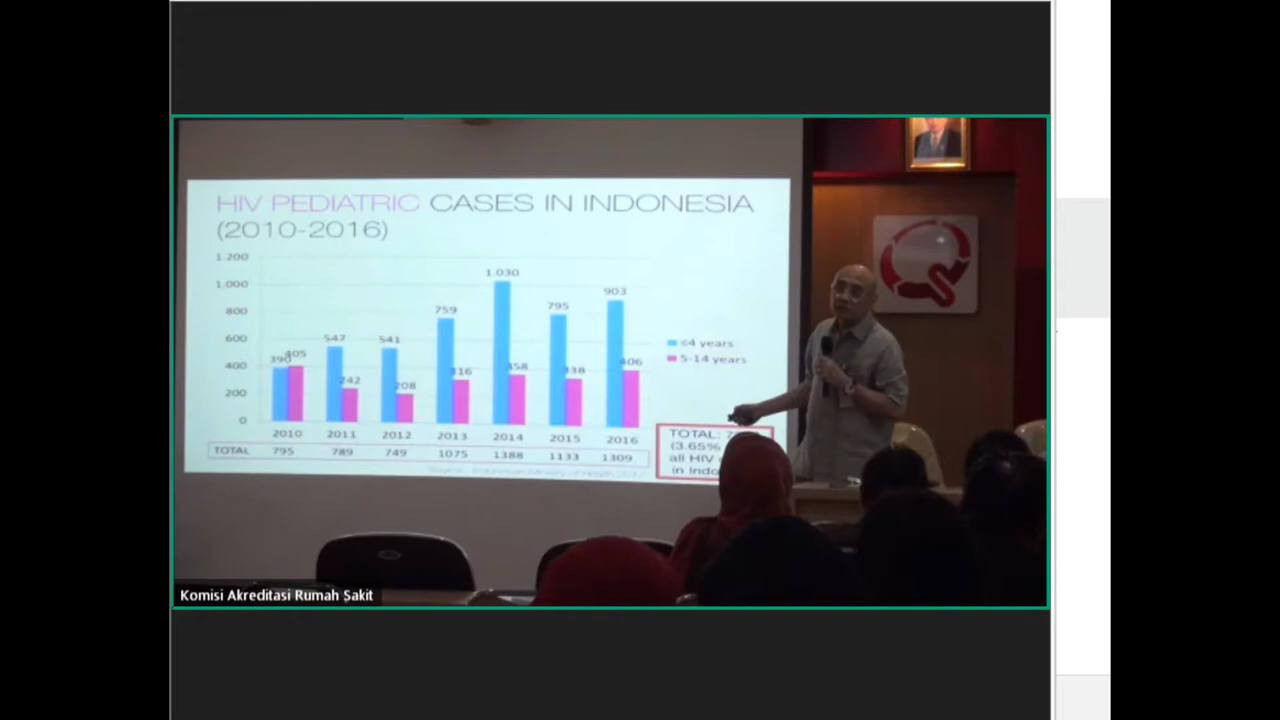 HIV PEDIATRIC CASES IN INDONESIA
(2010-2016)
1.200
1.000
800
600
400
200
0
390
405
547
242
541
208
759
316
1.030
358
795
338
903
406
2010 2011 2012 2013 2014 2015 2016
TOTAL 795 789 749 1075 1388 1133 1309
≤4 years
5-14 years
TOTAL:
(3.65%
all HIV
in Indo
Komisi Akreditasi Rumah Sakit